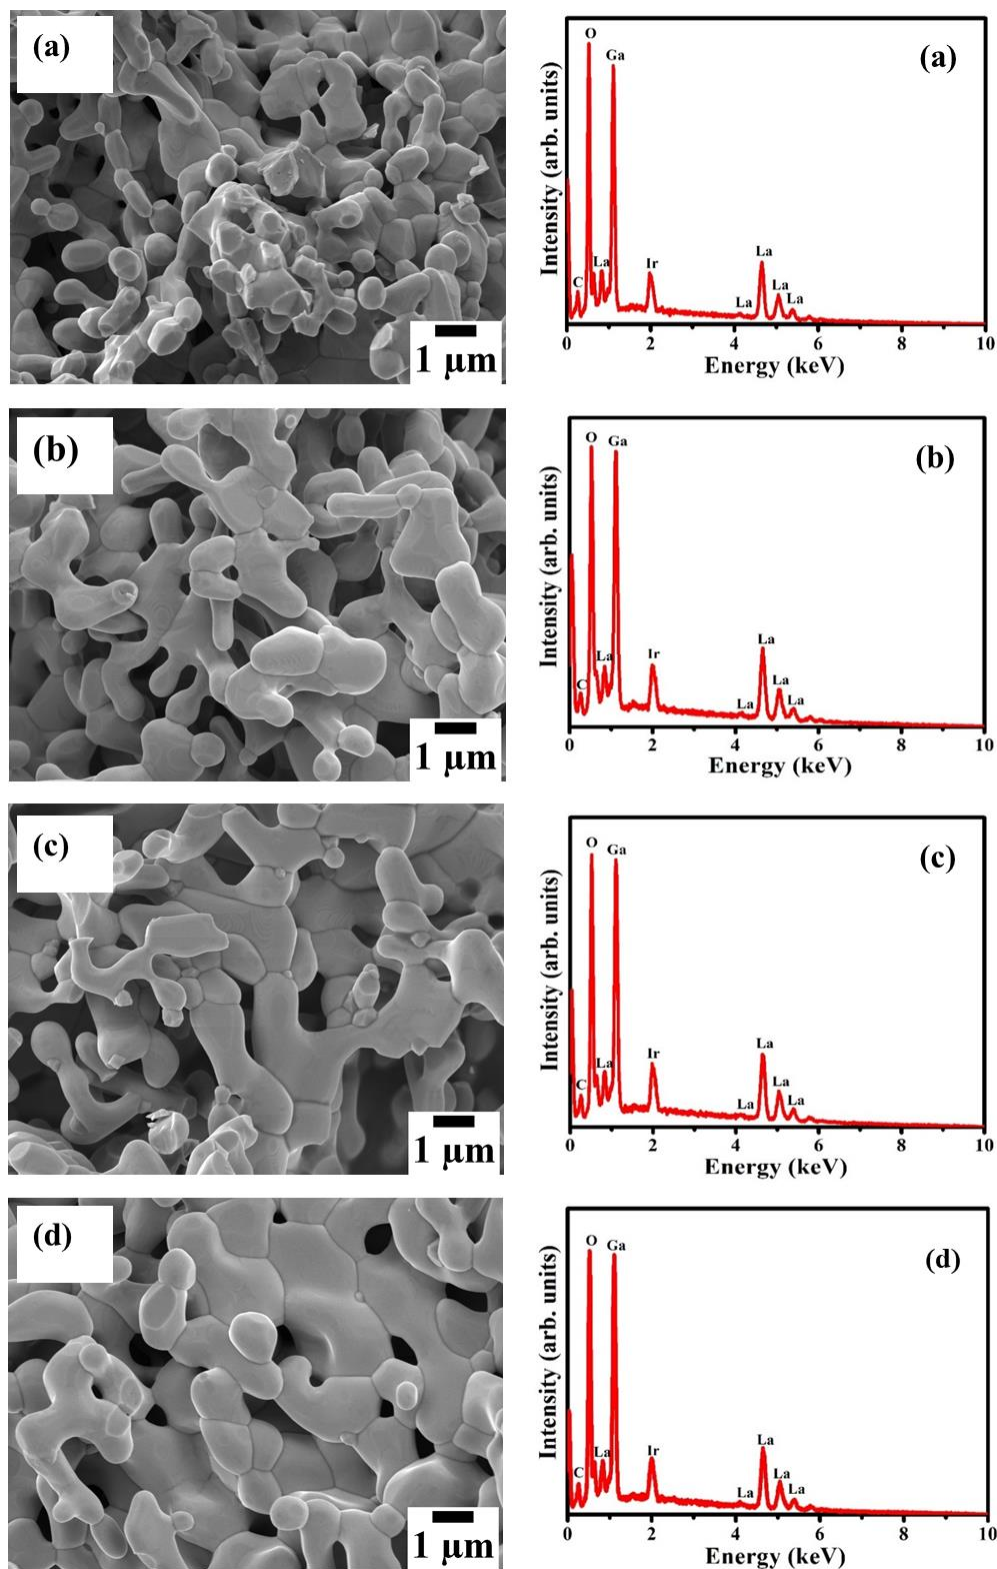 (a)
1 µm
(a)
O
Ga
La
C
Ir
La
La
La
La
0 2 4 6 8 10
Energy (keV)
Intensity (arb. units)
(b)
1 µm
(b)
O
Ga
La
C
Ir
La
La
La
La
0 2 4 6 8 10
Energy (keV)
Intensity (arb. units)
(c)
1 µm
(c)
O
Ga
La
C
Ir
La
La
La
La
0 2 4 6 8 10
Energy (keV)
Intensity (arb. units)
(d)
1 µm
(d)
O
Ga
La
C
Ir
La
La
La
La
0 2 4 6 8 10
Energy (keV)
Intensity (arb. units)